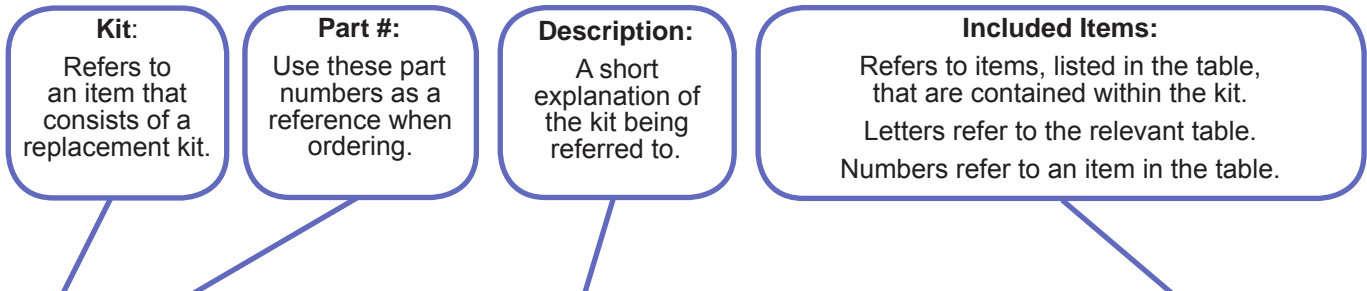 Kit:
Refers to
an item that
consists of a
replacement kit.
Part #:
Use these part
numbers as a
reference when
ordering.
Description:
A short
explanation of
the kit being
referred to.
Included Items:
Refers to items, listed in the table,
that are contained within the kit.
Letters refer to the relevant table.
Numbers refer to an item in the table.